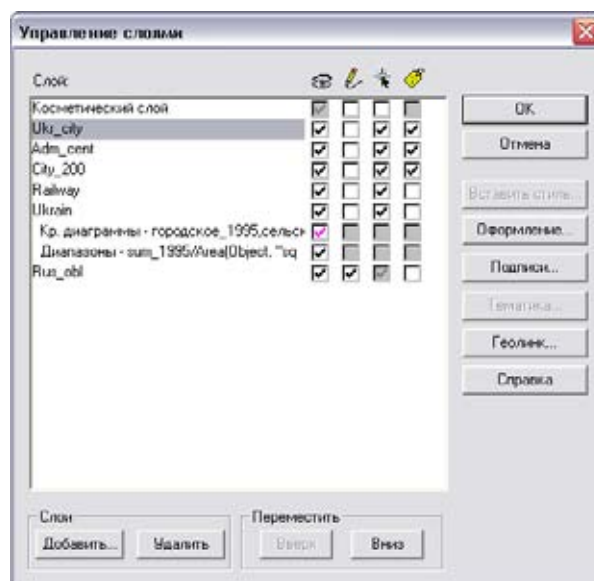 Управление слоями
Слой:
Косметический слой
Ukr_city
Adm_cent
City_200
Railway
Ukrain
Кр. диаграммы - городское_1995,сельск
Диапазоны - sum_1995/Area(Object, "sq
Rus_obl
OK
Отмена
Вставить стиль...
Оформление...
Подписи...
Тематика...
Геолинк...
Справка
Слои
Добавить...
Удалить
Переместить
Вверх
Вниз